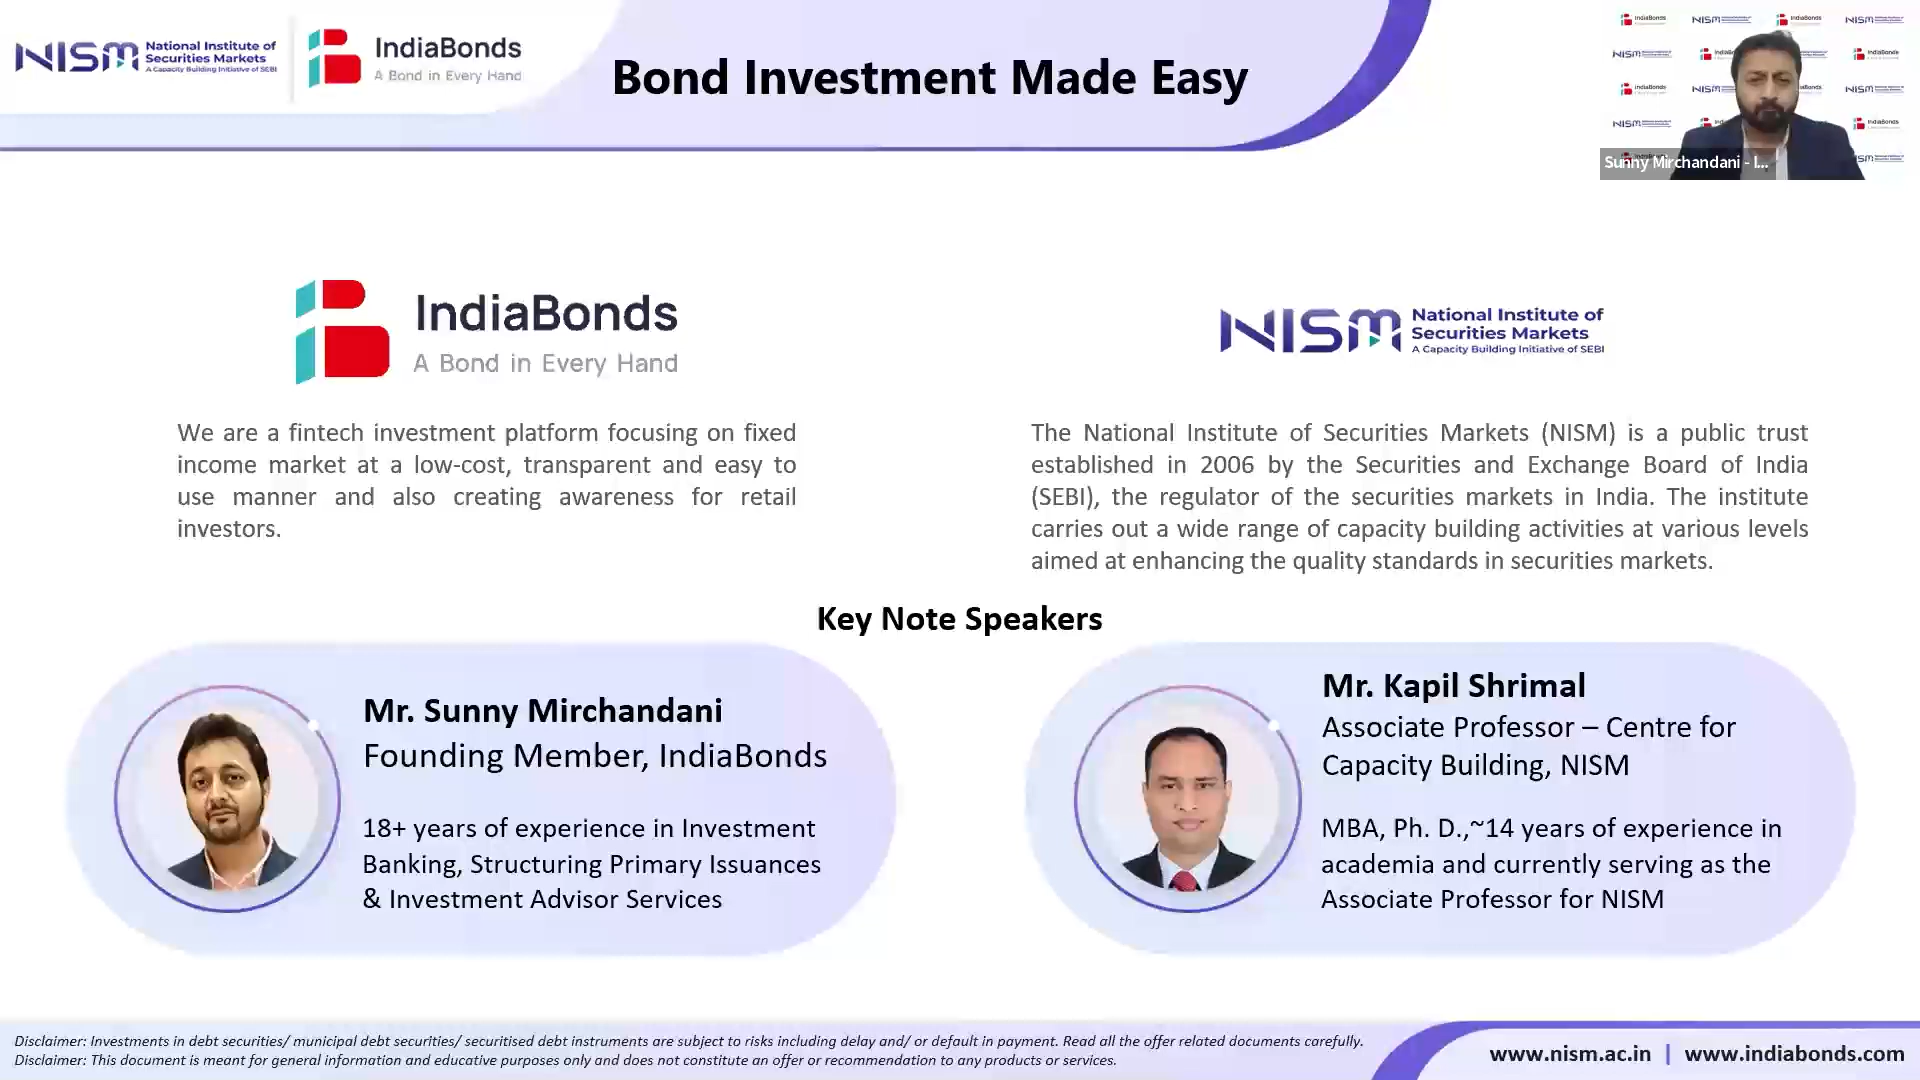 NISM National Institute of
Securities Markets
A Capacity Building Initiative of SEBI
IndiaBonds
A Bond in Every Hand
Bond Investment Made Easy
Sunny Mirchandani - I...
IndiaBonds
A Bond in Every Hand
NISM National Institute of
Securities Markets
A Capacity Building Initiative of SEBI
We are a fintech investment platform focusing on fixed
income market at a low-cost, transparent and easy to
use manner and also creating awareness for retail
investors.
The National Institute of Securities Markets (NISM) is a public trust
established in 2006 by the Securities and Exchange Board of India
(SEBI), the regulator of the securities markets in India. The institute
carries out a wide range of capacity building activities at various levels
aimed at enhancing the quality standards in securities markets.
Key Note Speakers
Mr. Sunny Mirchandani
Founding Member, IndiaBonds
18+ years of experience in Investment
Banking, Structuring Primary Issuances
& Investment Advisor Services
Mr. Kapil Shrimal
Associate Professor – Centre for
Capacity Building, NISM
MBA, Ph. D.,~14 years of experience in
academia and currently serving as the
Associate Professor for NISM
Disclaimer: Investments in debt securities/ municipal debt securities/ securitised debt instruments are subject to risks including delay and/ or default in payment. Read all the offer related documents carefully.
Disclaimer: This document is meant for general information and educative purposes only and does not constitute an offer or recommendation to any products or services.
www.nism.ac.in | www.indiabonds.com